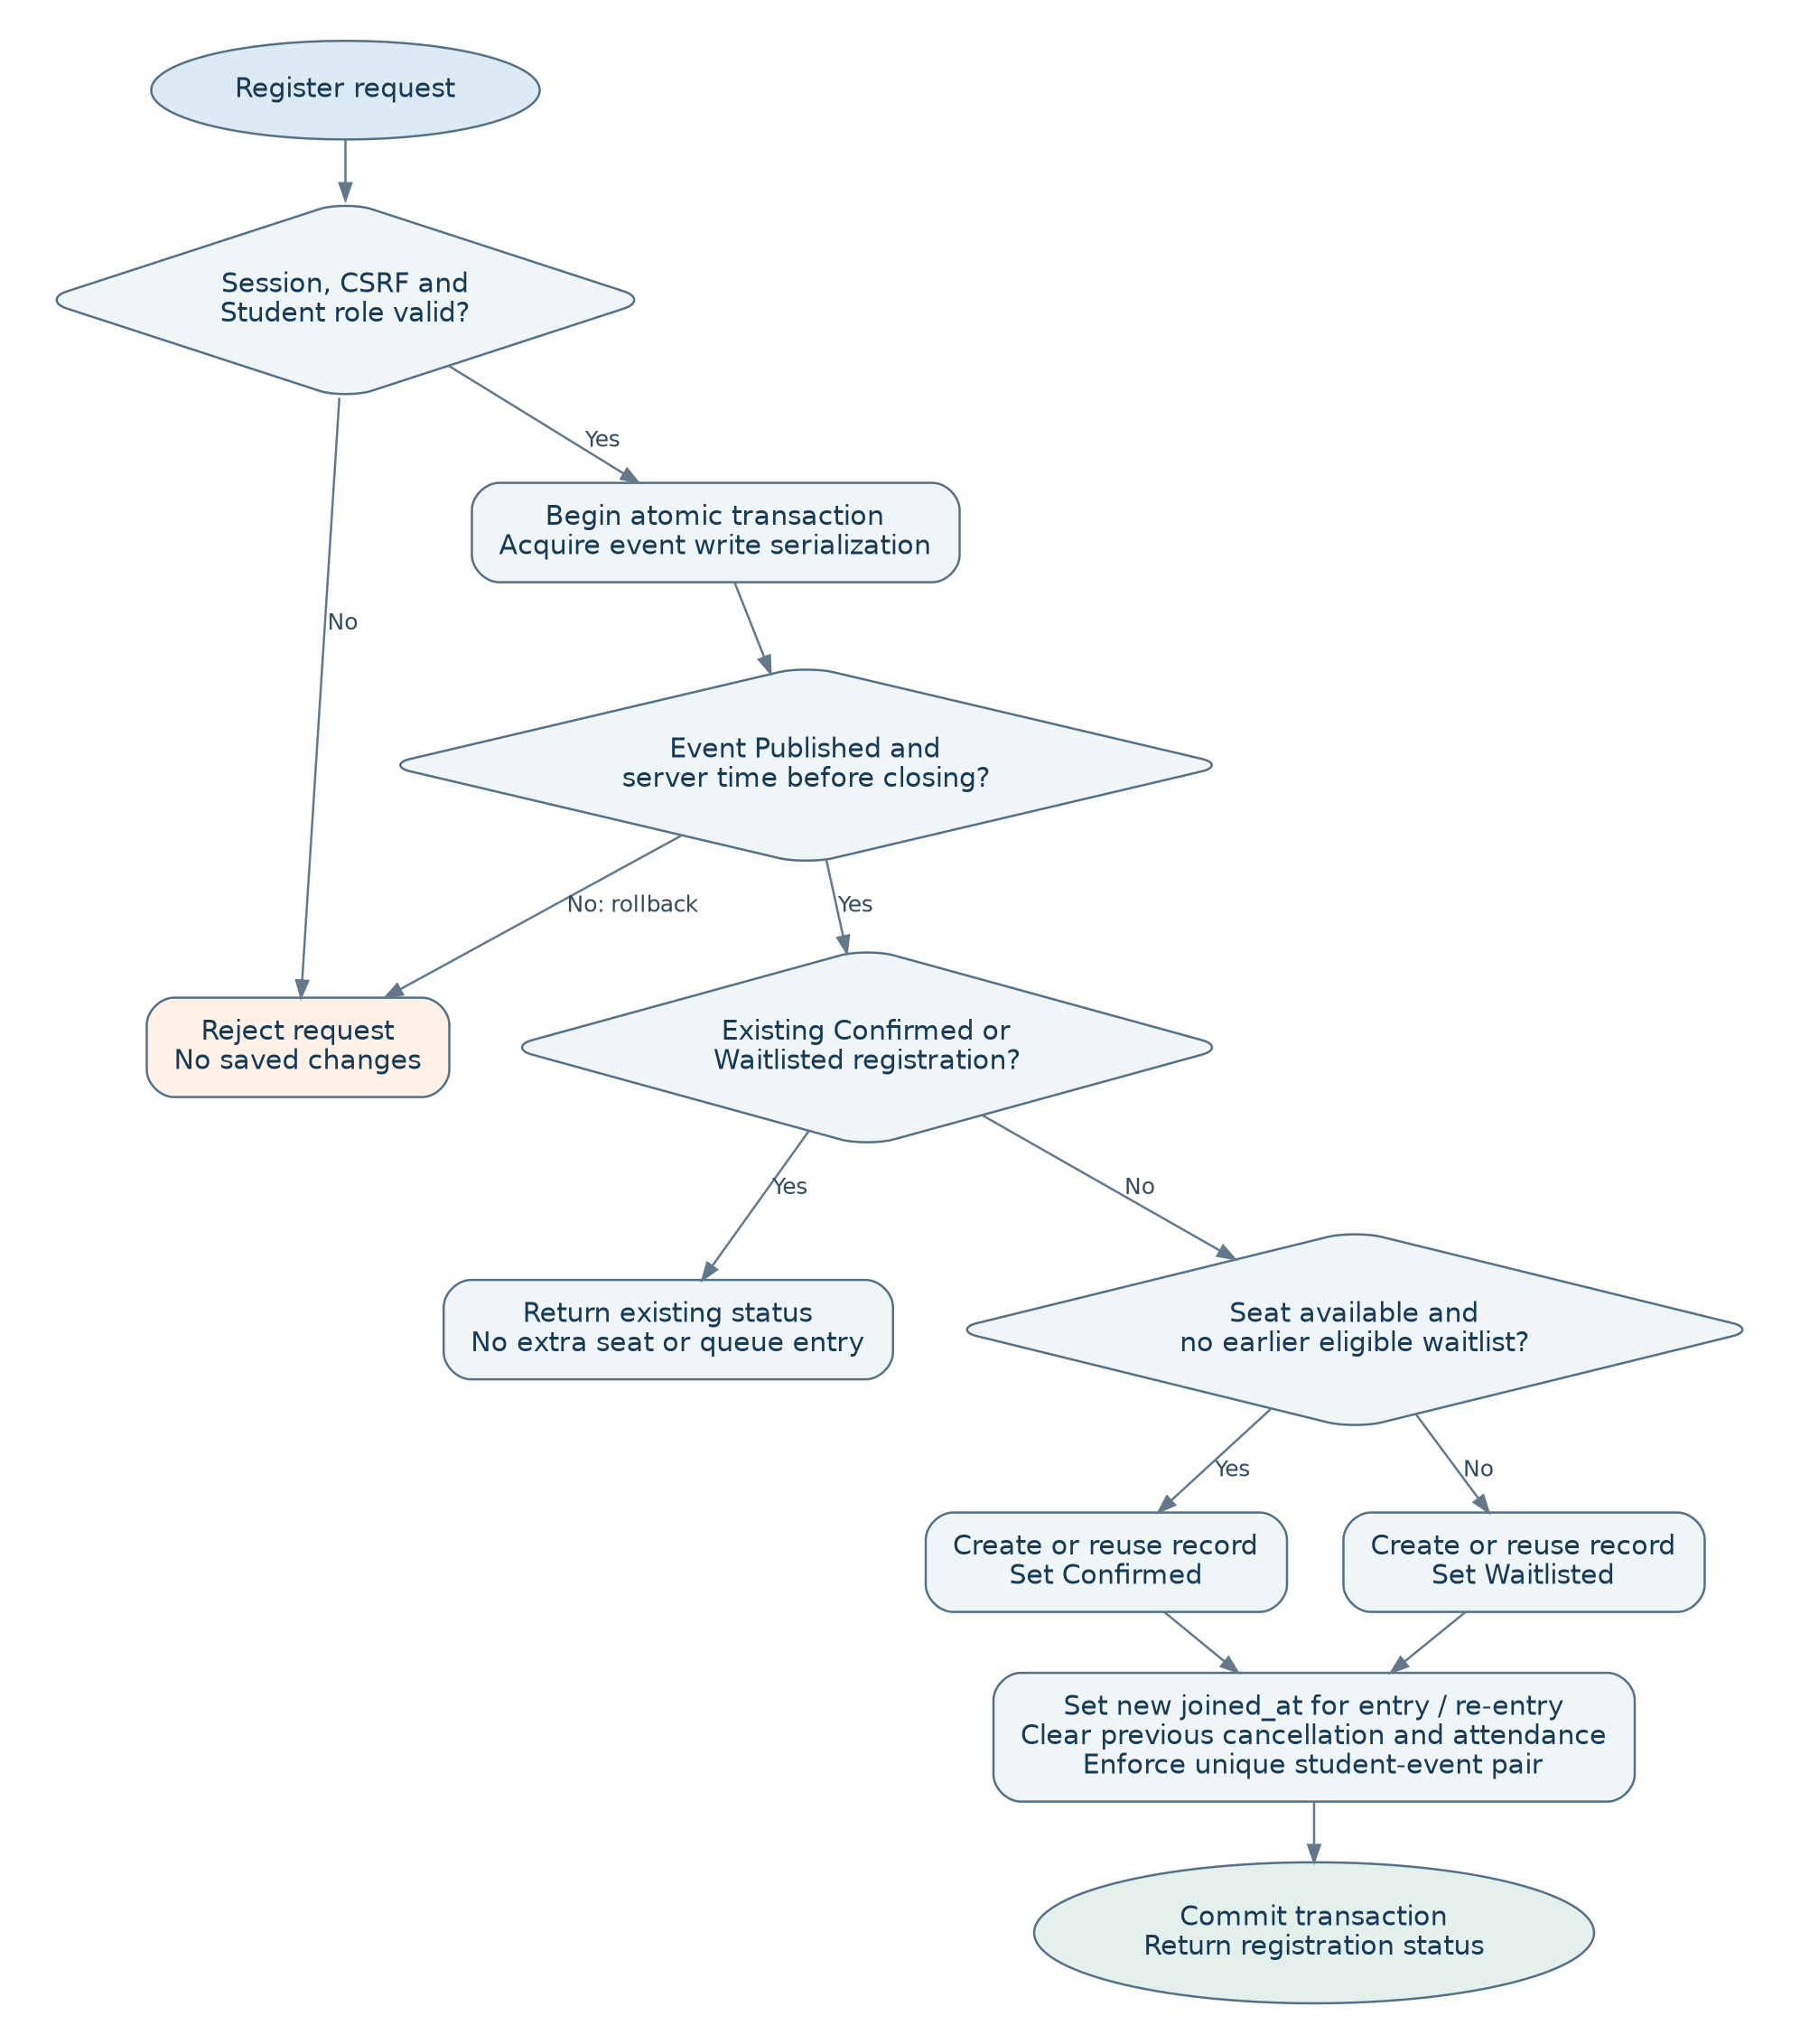 Register request
Session, CSRF and
Student role valid?
Yes
Begin atomic transaction
Acquire event write serialization
No
Event Published and
server time before closing?
No: rollback
Yes
Reject request
No saved changes
Existing Confirmed or
Waitlisted registration?
Yes
No
Return existing status
No extra seat or queue entry
Seat available and
no earlier eligible waitlist?
Yes
No
Create or reuse record
Set Confirmed
Create or reuse record
Set Waitlisted
Set new joined_at for entry / re-entry
Clear previous cancellation and attendance
Enforce unique student-event pair
Commit transaction
Return registration status